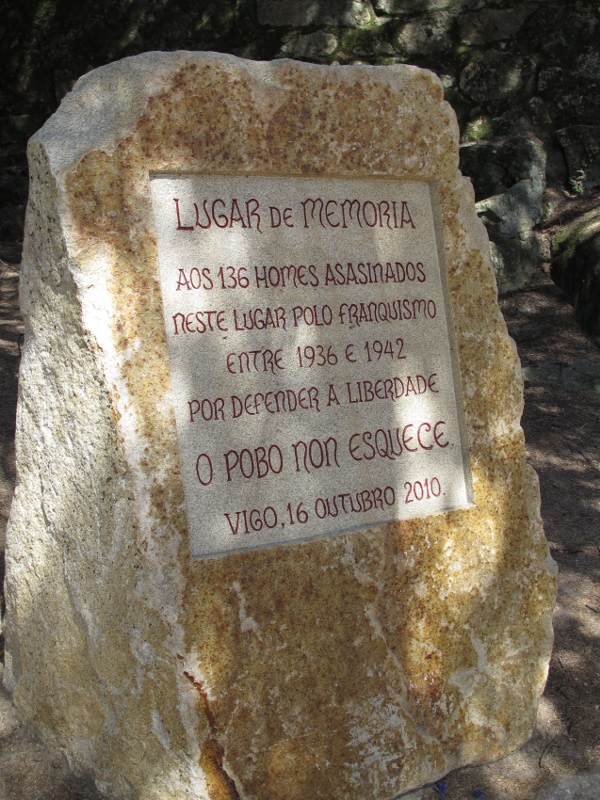 LUGAR DE MEMORIA
AOS 136 HOMES ASASINADOS
NESTE LUGAR POLO FRANQUISMO
ENTRE 1936 E 1942
POR DEFENDER A LIBERDADE
O POBO NON ESQUECE.
VIGO, 16 OUTUBRO 2010.